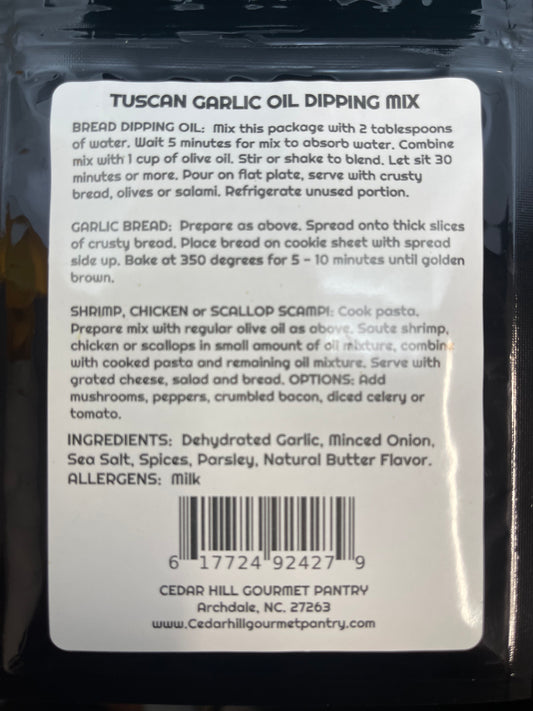 TUSCAN GARLIC OIL DIPPING MIX
BREAD DIPPING OIL: Mix this package with 2 tablespoons
of water. Wait 5 minutes for mix to absorb water. Combine
mix with 1 cup of olive oil. Stir or shake to blend. Let sit 30
minutes or more. Pour on flat plate, serve with crusty
bread, olives or salami. Refrigerate unused portion.
GARLIC BREAD: Prepare as above. Spread onto thick slices
of crusty bread. Place bread on cookie sheet with spread
side up. Bake at 350 degrees for 5 - 10 minutes until golden
brown.
SHRIMP, CHICKEN or SCALLOP SCAMPI: Cook pasta.
Prepare mix with regular olive oil as above. Saute shrimp,
chicken or scallops in small amount of oil mixture, combine
with cooked pasta and remaining oil mixture. Serve with
grated cheese, salad and bread. OPTIONS: Add
mushrooms, peppers, crumbled bacon, diced celery or
tomato.
INGREDIENTS: Dehydrated Garlic, Minced Onion,
Sea Salt, Spices, Parsley, Natural Butter Flavor.
ALLERGENS: Milk
6 17724 92427 9
CEDAR HILL GOURMET PANTRY
Archdale, NC. 27263
www.Cedarhillgourmetpantry.com